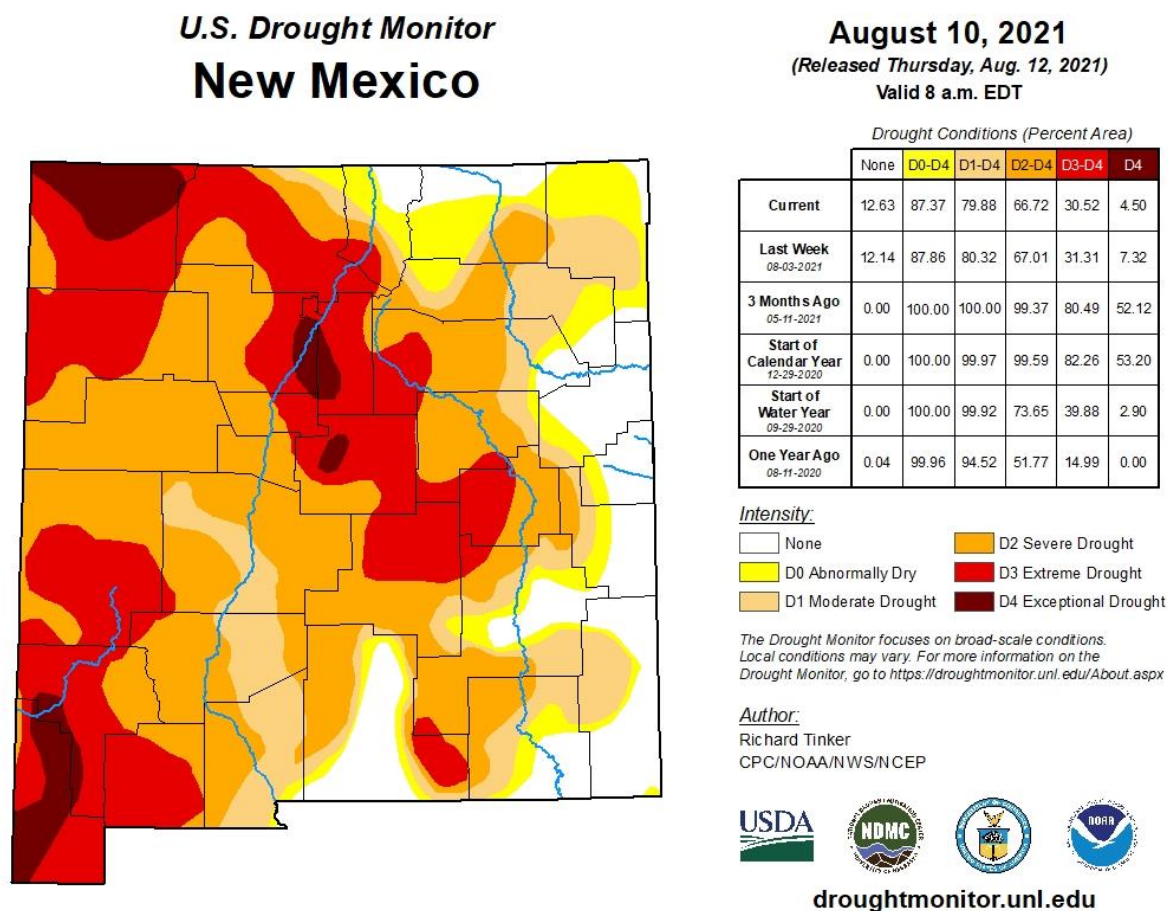 U.S. Drought Monitor
New Mexico
August 10, 2021
(Released Thursday, Aug. 12, 2021)
Valid 8 a.m. EDT
Drought Conditions (Percent Area)
None D0-D4 D1-D4 D2-D4 D3-D4 D4
Current 12.63 87.37 79.88 66.72 30.52 4.50
Last Week
08-03-2021
12.14 87.86 80.32 67.01 31.31 7.32
3 Months Ago
05-11-2021
0.00 100.00 100.00 99.37 80.49 52.12
Start of
Calendar Year
12-29-2020
0.00 100.00 99.97 99.59 82.26 53.20
Start of
Water Year
09-29-2020
0.00 100.00 99.92 73.65 39.88 2.90
One Year Ago
08-11-2020
0.04 99.96 94.52 51.77 14.99 0.00
Intensity:
None
D0 Abnormally Dry
D1 Moderate Drought
D2 Severe Drought
D3 Extreme Drought
D4 Exceptional Drought
The Drought Monitor focuses on broad-scale conditions.
Local conditions may vary. For more information on the
Drought Monitor, go to https://droughtmonitor.unl.edu/About.aspx
Author:
Richard Tinker
CPC/NOAA/NWS/NCEP
USDA
NDMC
NOAA
droughtmonitor.unl.edu